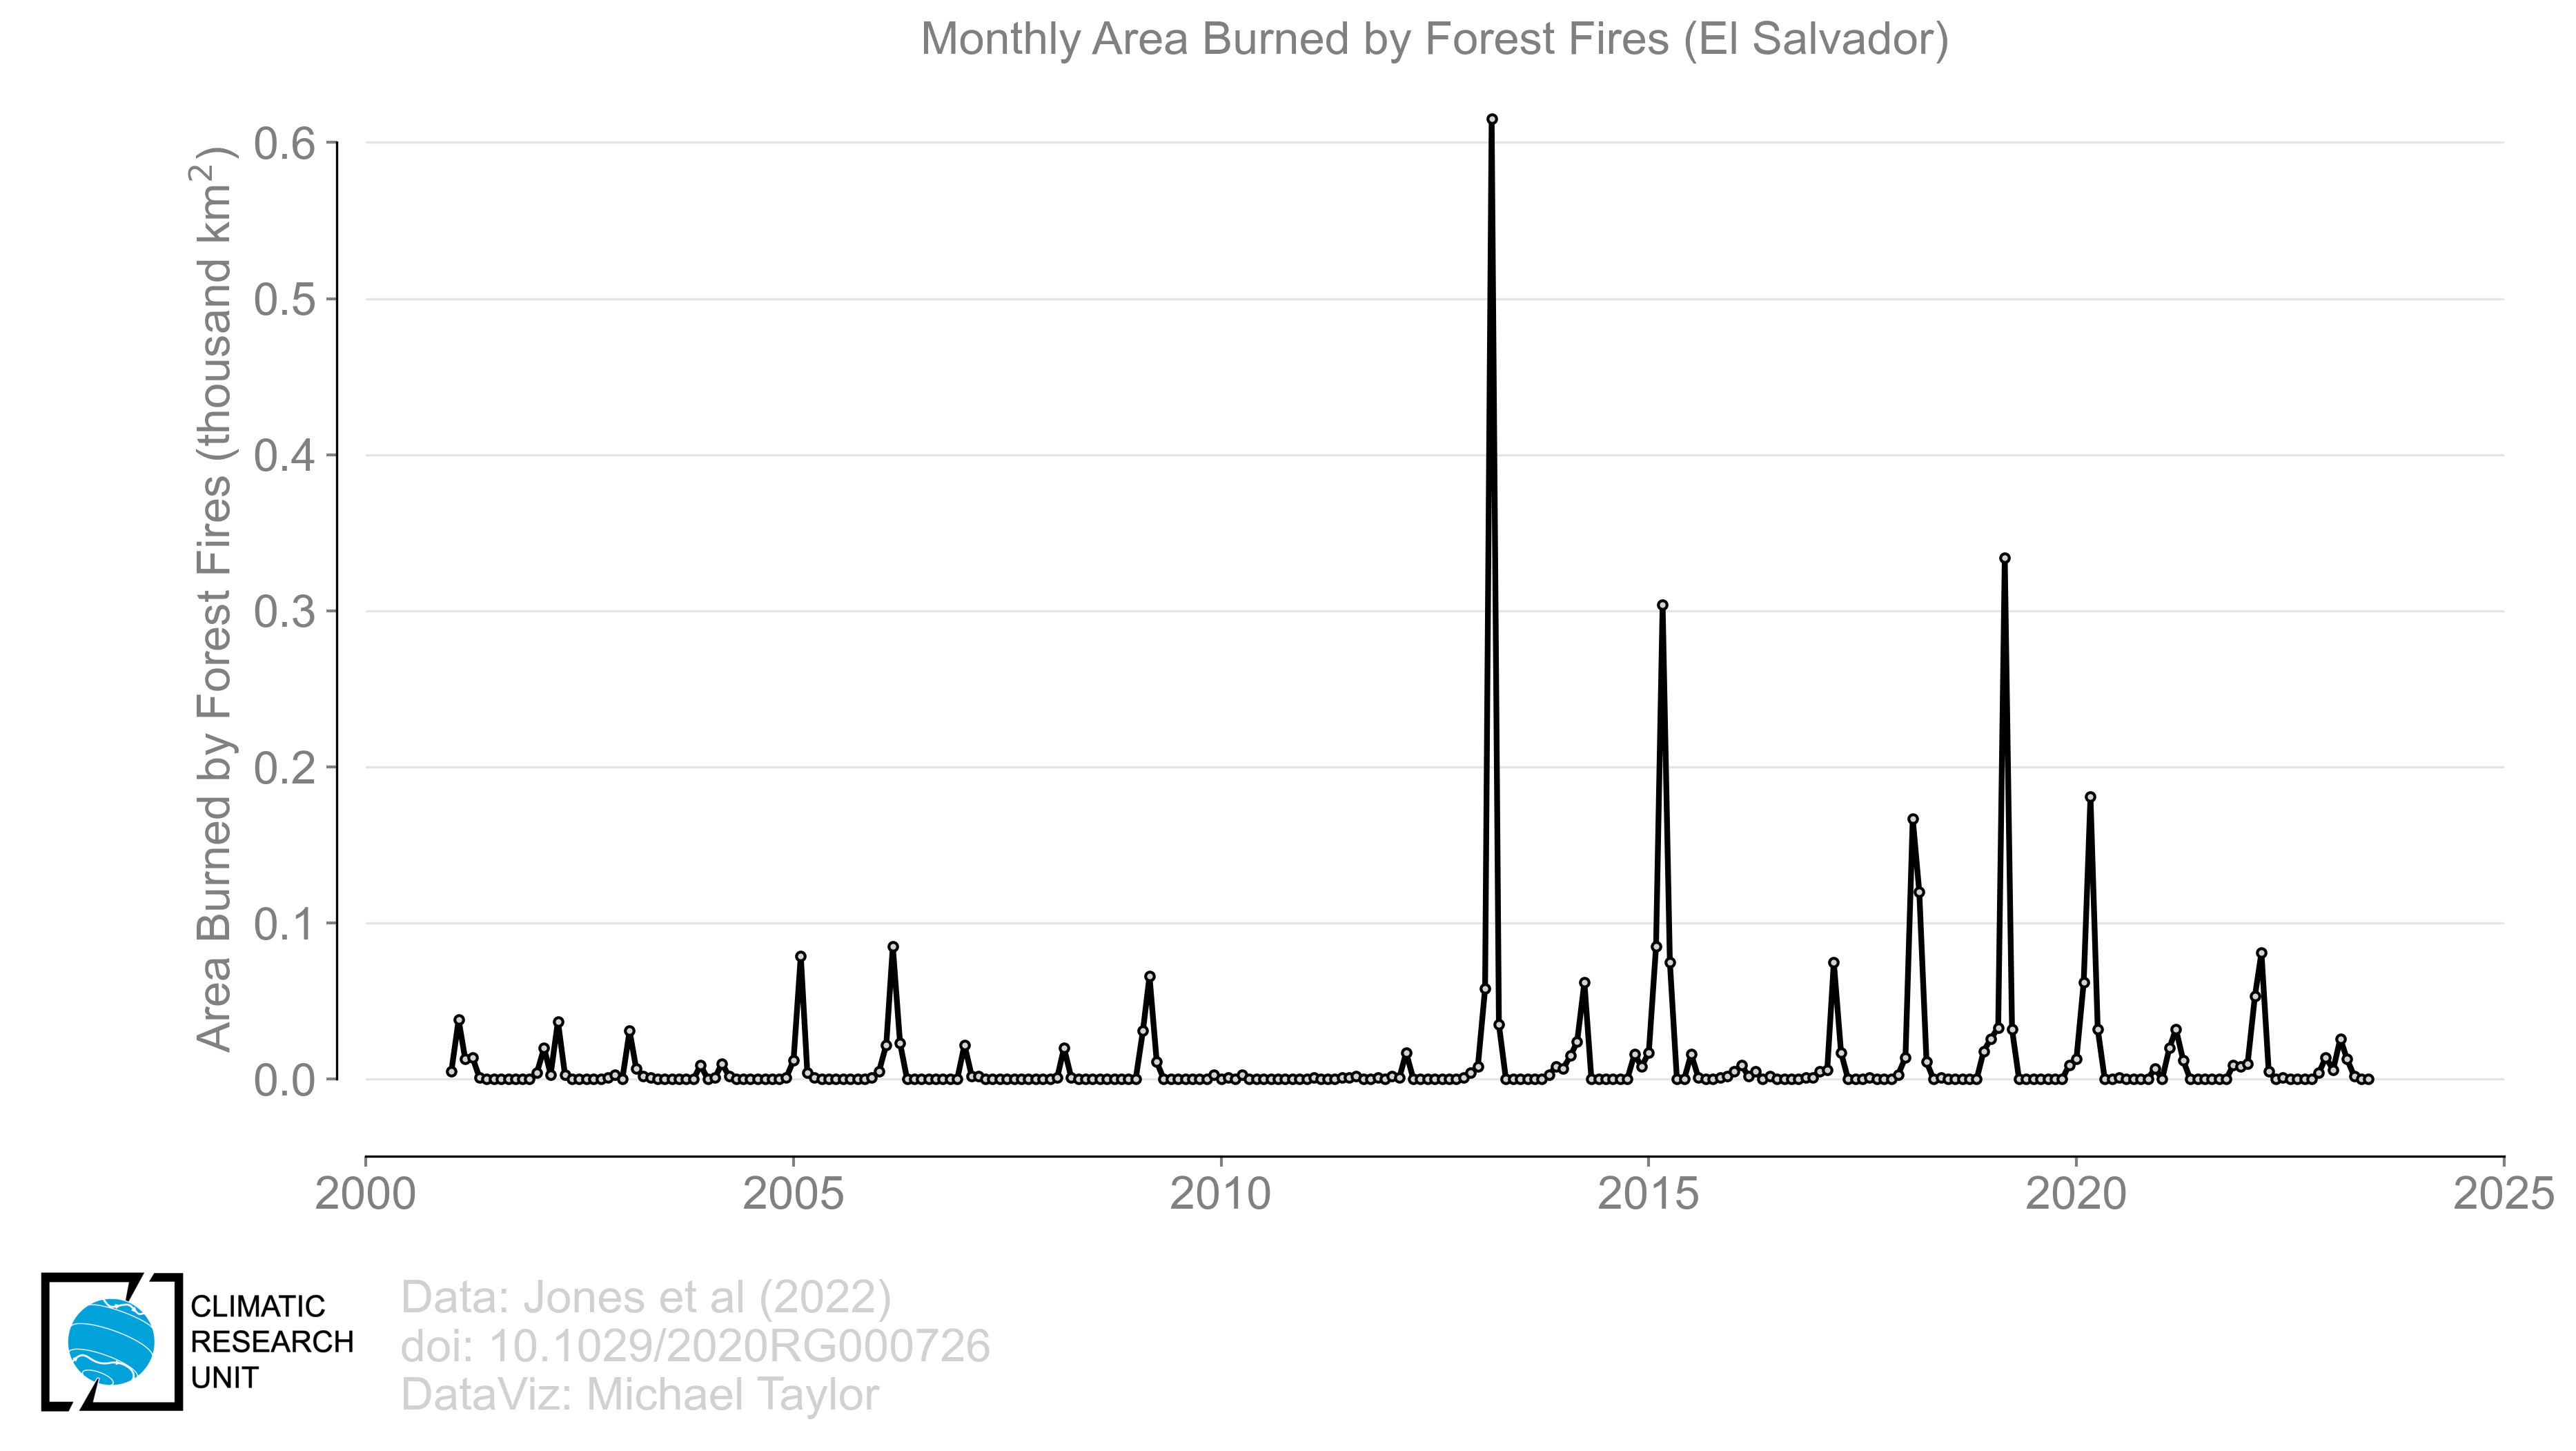 Monthly Area Burned by Forest Fires (El Salvador)
Area Burned by Forest Fires (thousand km²)
0.6
0.5
0.4
0.3
0.2
0.1
0.0
2000
2005
2010
2015
2020
2025
CLIMATIC
RESEARCH
UNIT
Data: Jones et al (2022)
doi: 10.1029/2020RG000726
DataViz: Michael Taylor